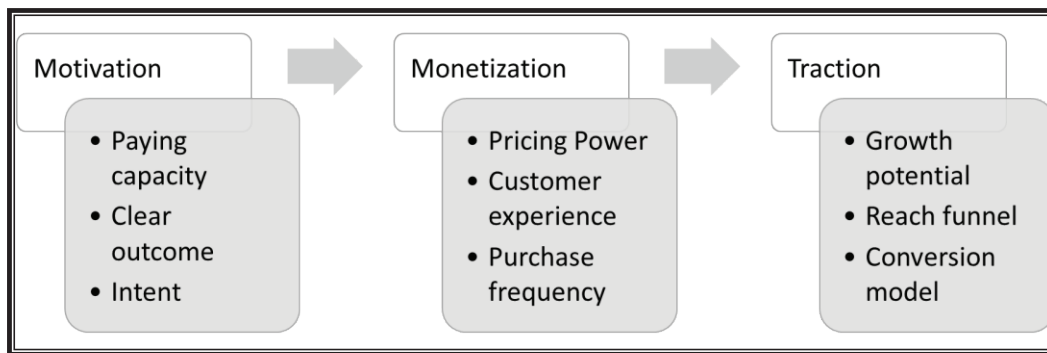 Motivation
• Paying
capacity
• Clear
outcome
• Intent
Monetization
• Pricing Power
• Customer
experience
• Purchase
frequency
Traction
• Growth
potential
• Reach funnel
• Conversion
model